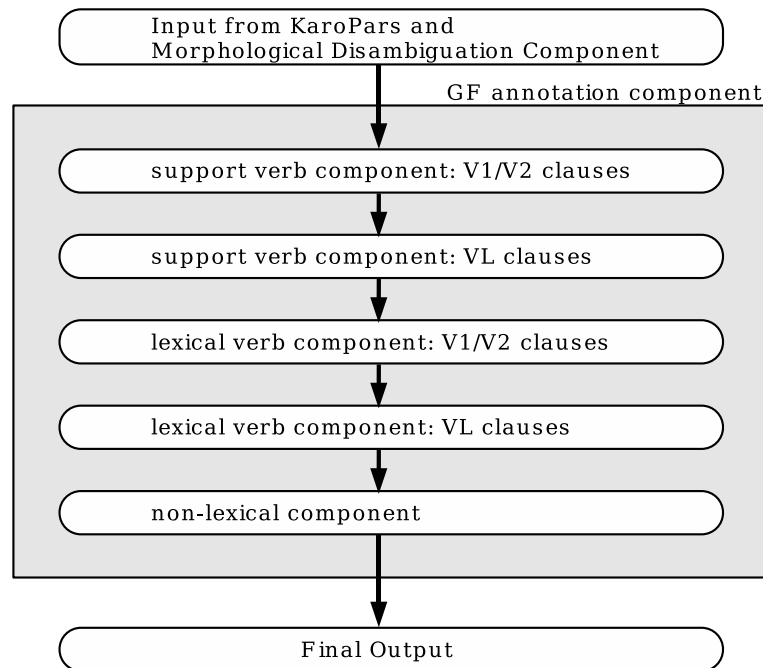 Input from KaroPars and
Morphological Disambiguation Component
GF annotation component
support verb component: V1/V2 clauses
support verb component: VL clauses
lexical verb component: V1/V2 clauses
lexical verb component: VL clauses
non-lexical component
Final Output